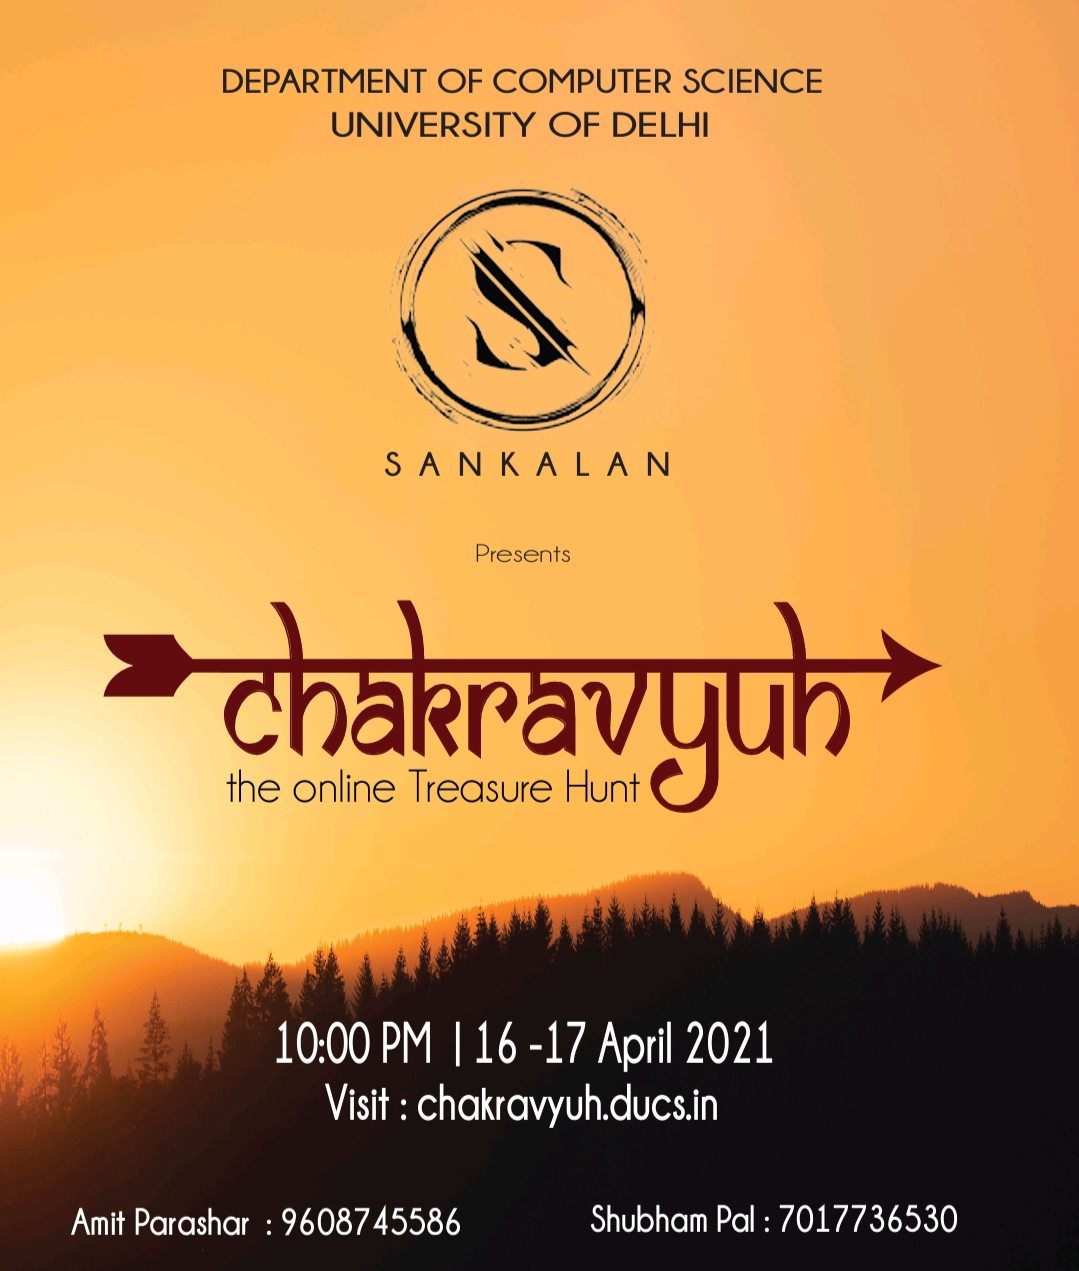 DEPARTMENT OF COMPUTER SCIENCE
UNIVERSITY OF DELHI
S
SANKALAN
Presents
chakravyuh
the online Treasure Hunt
10:00 PM | 16 -17 April 2021
Visit : chakravyuh.ducs.in
Amit Parashar : 9608745586
Shubham Pal : 7017736530